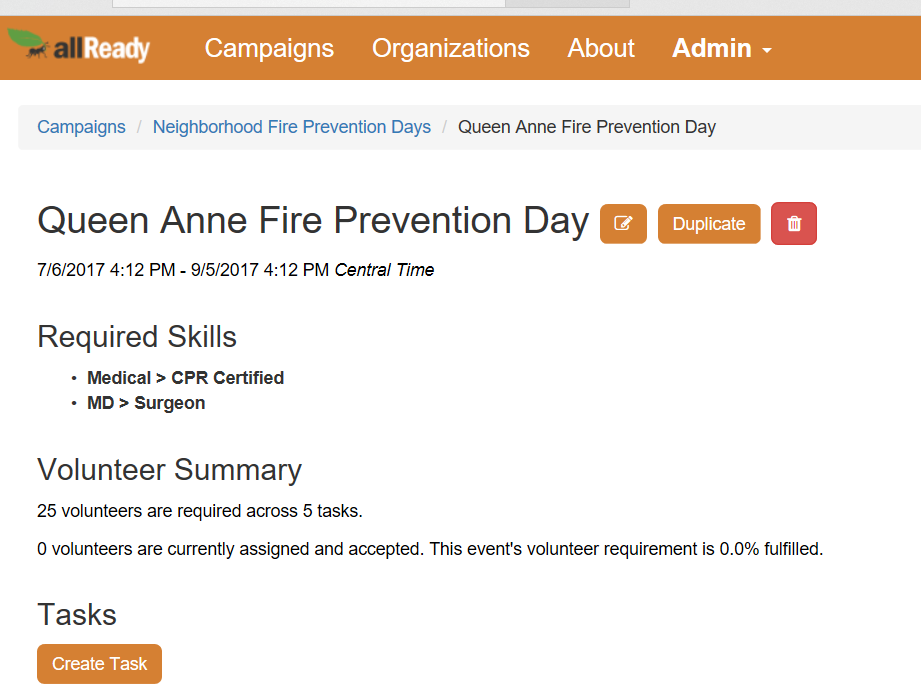 allReady Campaigns Organizations About Admin
Campaigns / Neighborhood Fire Prevention Days / Queen Anne Fire Prevention Day
Queen Anne Fire Prevention Day Duplicate
7/6/2017 4:12 PM - 9/5/2017 4:12 PM Central Time
Required Skills
• Medical > CPR Certified
• MD > Surgeon
Volunteer Summary
25 volunteers are required across 5 tasks.
0 volunteers are currently assigned and accepted. This event's volunteer requirement is 0.0% fulfilled.
Tasks
Create Task